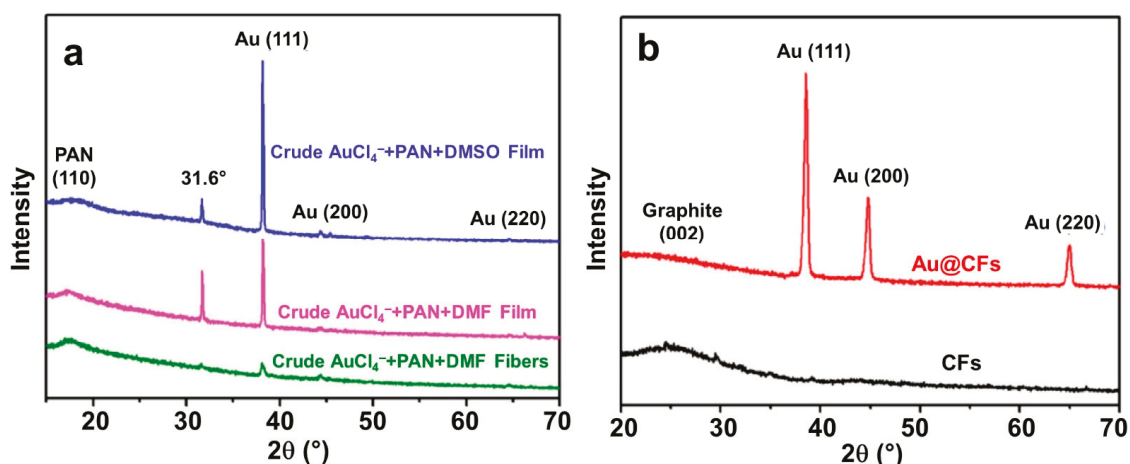 a
Au (111)
Crude AuCl₄⁻+PAN+DMSO Film
PAN
(110)
31.6°
Au (200)
Au (220)
Crude AuCl₄⁻+PAN+DMF Film
Crude AuCl₄⁻+PAN+DMF Fibers
Intensity
20 30 40 50 60 70
2θ (°)
b
Au (111)
Au (200)
Graphite
(002)
Au (220)
Au@CFs
CFs
Intensity
20 30 40 50 60 70
2θ (°)